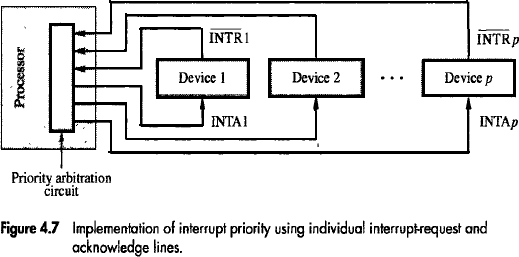 INTR1
INTRp
Processor
Device 1
Device 2
...
Device p
INTA1
INTAp
Priority arbitration
circuit
Figure 4.7 Implementation of interrupt priority using individual interrupt-request and
acknowledge lines.